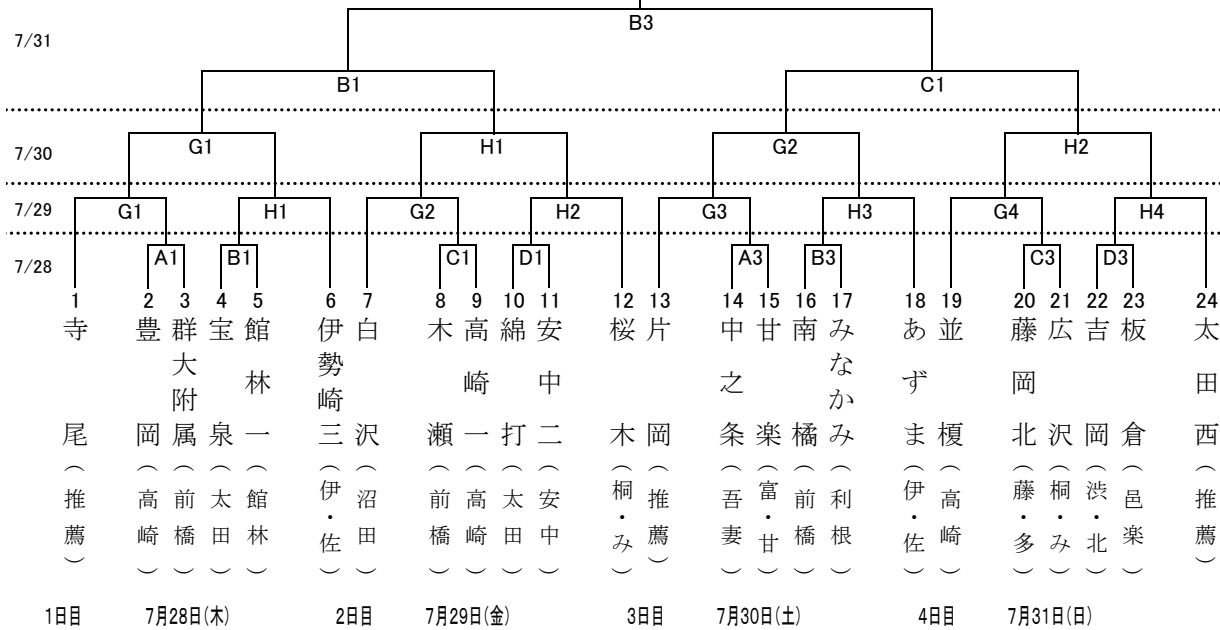 B3
7/31
B1 C1
7/30 G1 H1 G2 H2
7/29 G1 H1 G2 H2 G3 H3 G4 H4
7/28 A1 B1 C1 D1 A3 B3 C3 D3
1 2 3 4 5 6 7 8 9 10 11 12 13 14 15 16 17 18 19 20 21 22 23 24
寺尾(推薦)
豊岡(高崎)
群大附属(前橋)
宝泉(太田)
館林一(館林)
伊勢崎三(伊・佐)
白沢(沼田)
木瀬(前橋)
高崎一(高崎)
綿打(太田)
安中二(安中)
桜木(桐・み)
片岡(推薦)
中之条(吾妻)
甘楽(富・甘)
南橘(前橋)
みなかみ(利根)
あずま(伊・佐)
並榎(高崎)
藤岡北(藤・多)
広沢(桐・み)
吉岡(渋・北)
板倉(邑楽)
太田西(推薦)
1日目 7月28日(木) 2日目 7月29日(金) 3日目 7月30日(土) 4日目 7月31日(日)